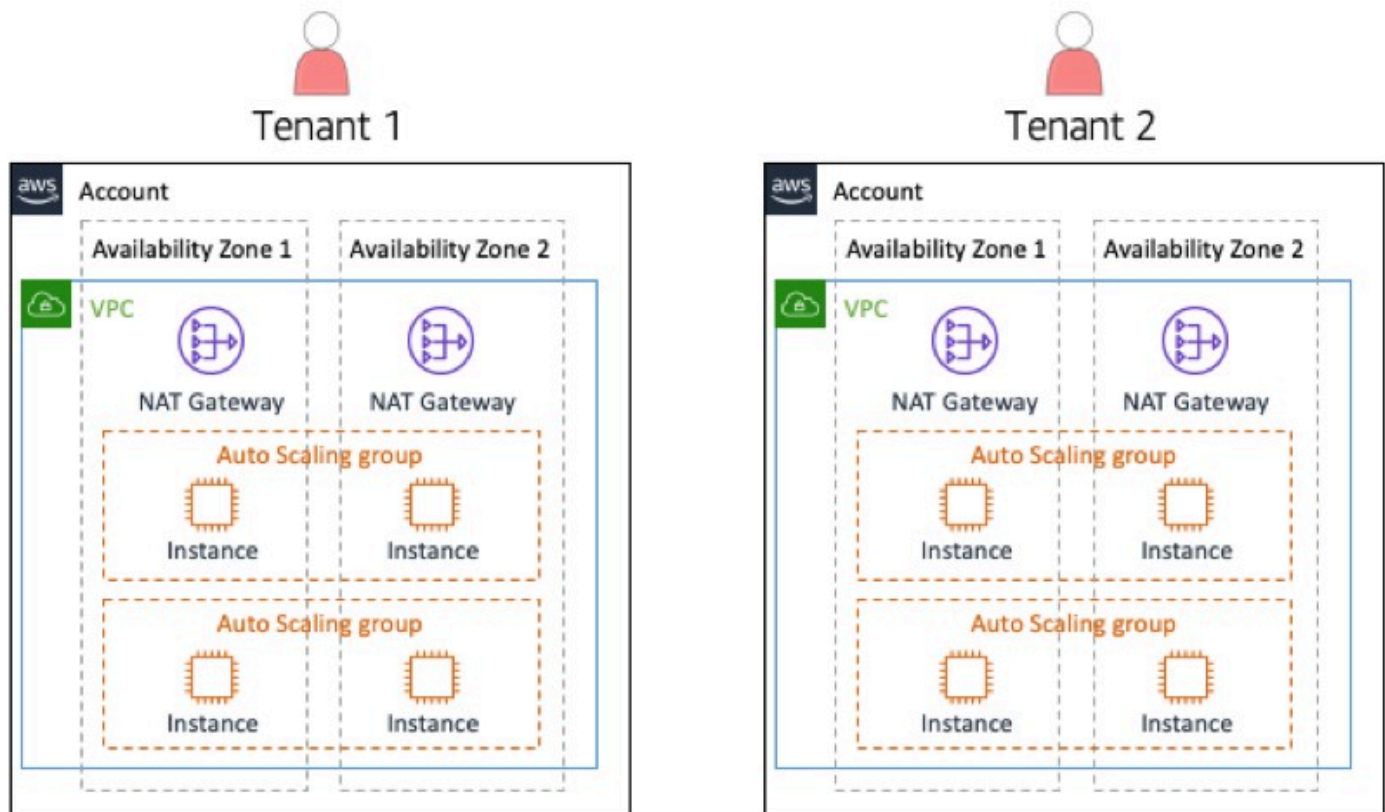 Tenant 1
aws
Account
Availability Zone 1
Availability Zone 2
VPC
NAT Gateway
NAT Gateway
Auto Scaling group
Instance
Instance
Auto Scaling group
Instance
Instance
Tenant 2
aws
Account
Availability Zone 1
Availability Zone 2
VPC
NAT Gateway
NAT Gateway
Auto Scaling group
Instance
Instance
Auto Scaling group
Instance
Instance